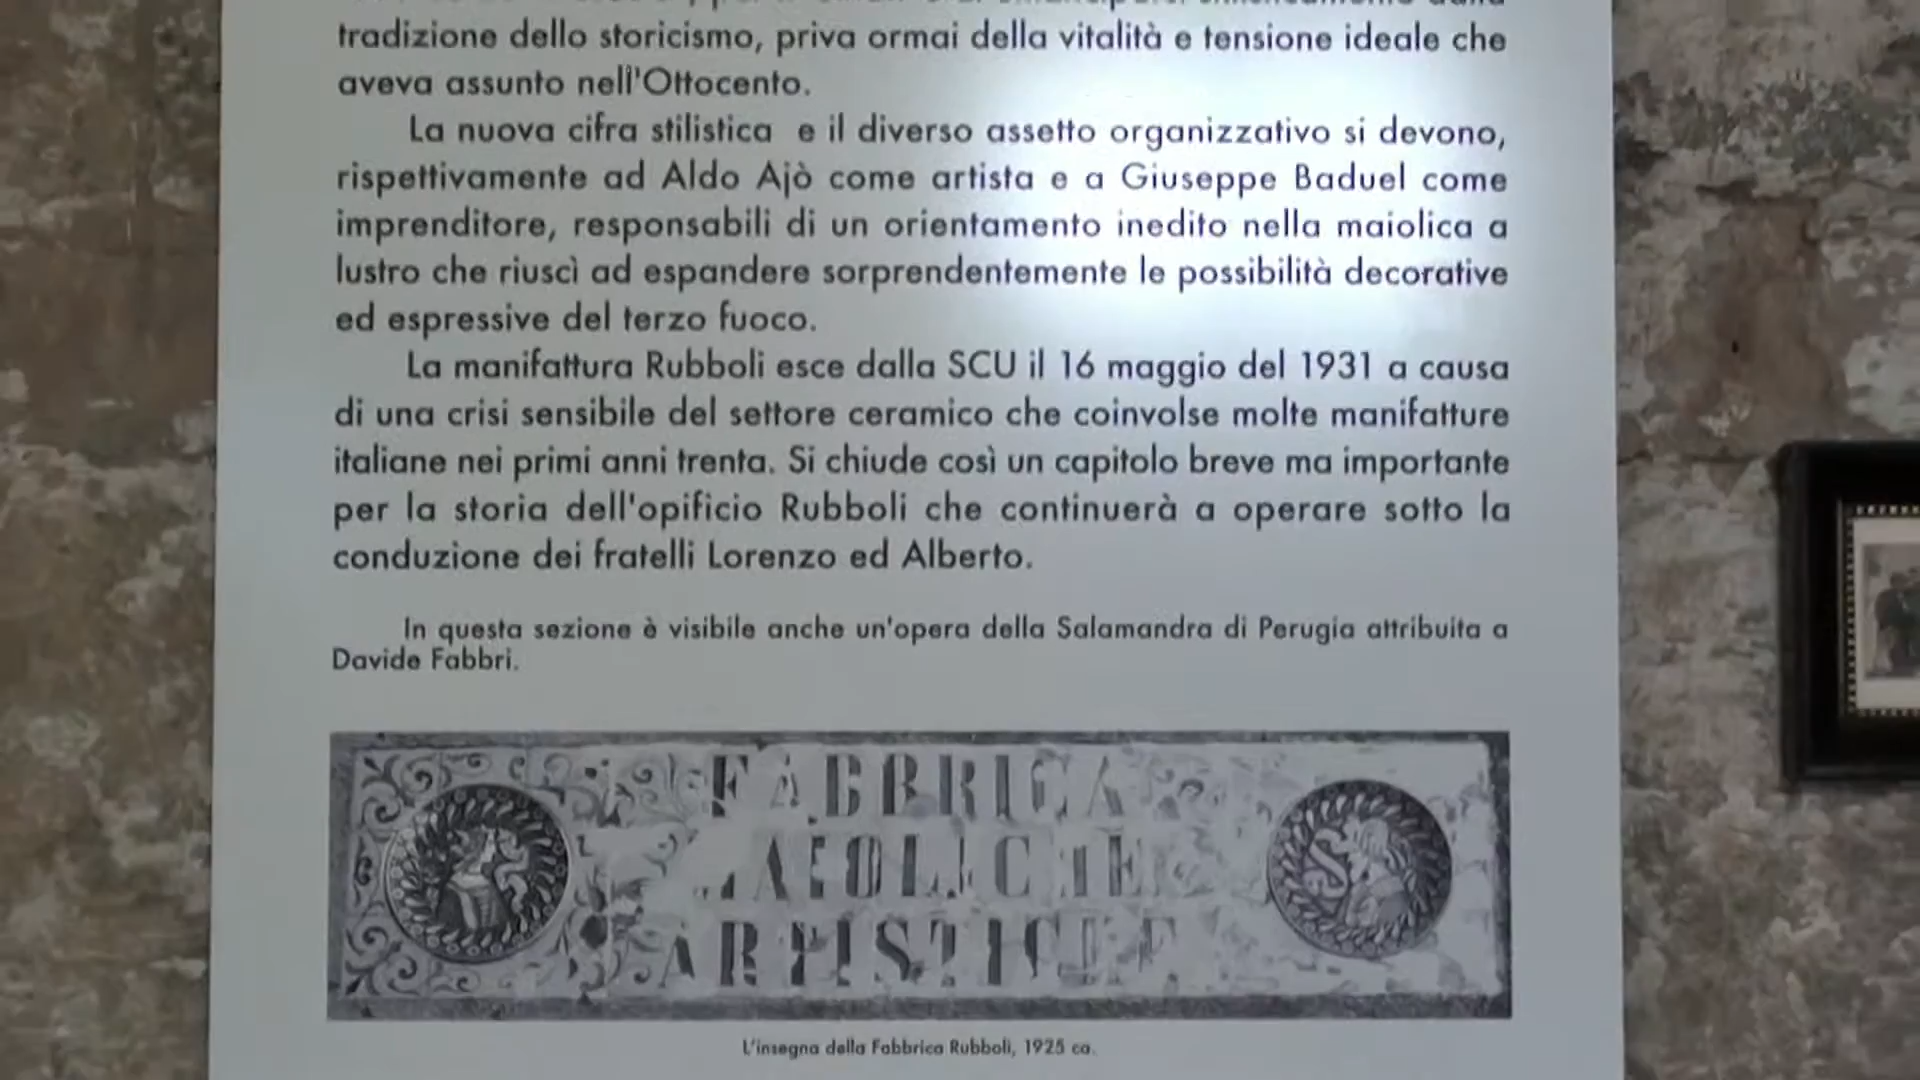 tradizione dello storicismo, priva ormai della vitalità e tensione ideale che
aveva assunto nell'Ottocento.
La nuova cifra stilistica e il diverso assetto organizzativo si devono,
rispettivamente ad Aldo Ajò come artista e a Giuseppe Baduel come
imprenditore, responsabili di un orientamento inedito nella maiolica a
lustro che riuscì ad espandere sorprendentemente le possibilità decorative
ed espressive del terzo fuoco.
La manifattura Rubboli esce dalla SCU il 16 maggio del 1931 a causa
di una crisi sensibile del settore ceramico che coinvolse molte manifatture
italiane nei primi anni trenta. Si chiude così un capitolo breve ma importante
per la storia dell'opificio Rubboli che continuerà a operare sotto la
conduzione dei fratelli Lorenzo ed Alberto.
In questa sezione è visibile anche un'opera della Salamandra di Perugia attribuita a
Davide Fabbri.
FABBRICA
AIOLICHE
ARTISTICHE
L'insegna della Fabbrica Rubboli, 1925 ca.